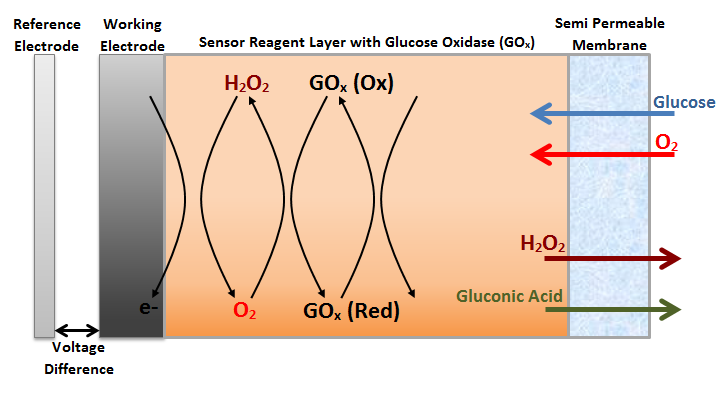 Reference
Electrode
Working
Electrode
Sensor Reagent Layer with Glucose Oxidase (GOₓ)
Semi Permeable
Membrane
H₂O₂
GOₓ (Ox)
Glucose
O₂
H₂O₂
Gluconic Acid
e-
O₂
GOₓ (Red)
Voltage
Difference